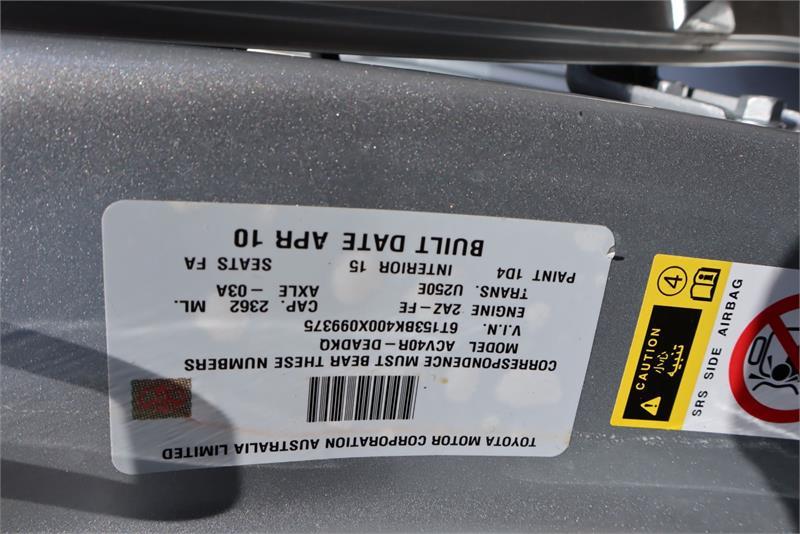 TOYOTA MOTOR CORPORATION AUSTRALIA LIMITED
CORRESPONDENCE MUST BEAR THESE NUMBERS
MODEL ACV40R-DEADKQ
V.I.N. 6T153BK400X099375
ENGINE 2AZ-FE CAP. 2362 ML.
TRANS. U250E AXLE -03A
PAINT 1D4 INTERIOR 15 SEATS FA
BUILT DATE APR 10
4
CAUTION
تنبيه
SRS SIDE AIRBAG